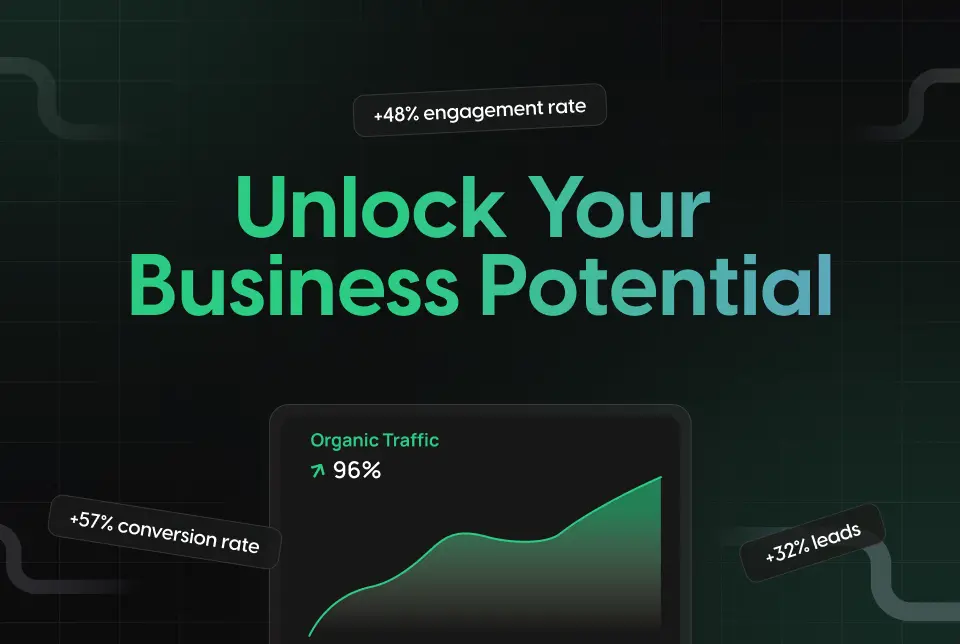 +48% engagement rate
Unlock Your
Business Potential
Organic Traffic
96%
+57% conversion rate
+32% leads